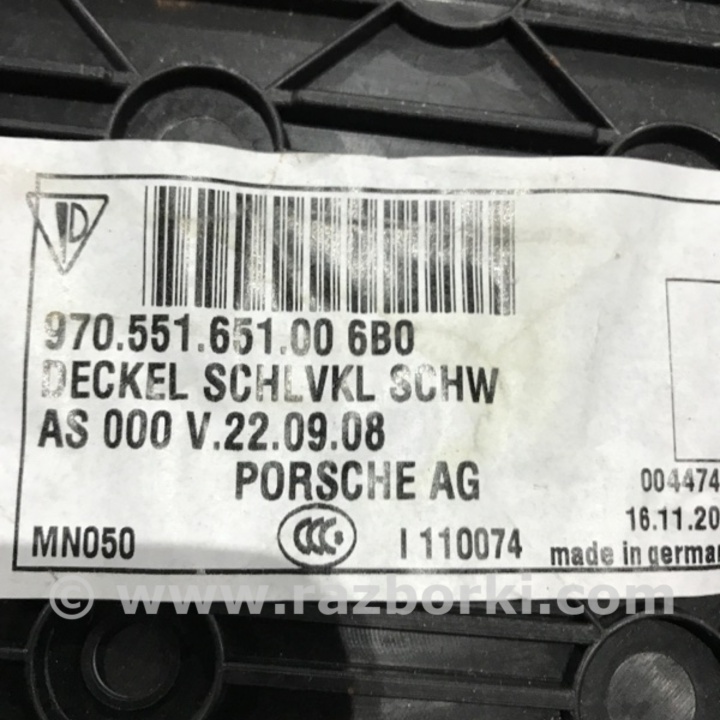 970.551.651.00 6B0
DECKEL SCHLVKL SCHW
AS 000 V.22.09.08
PORSCHE AG
004474
16.11.20
MN050
CCC
I 110074
made in german
© www.razborki.com